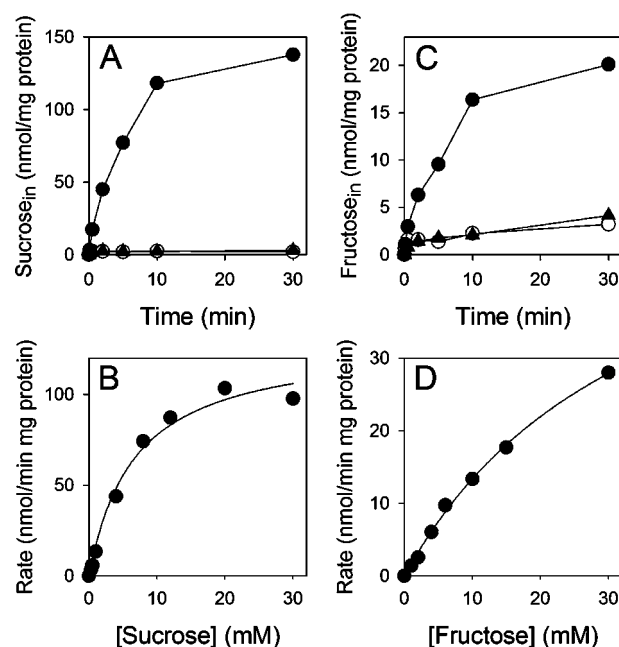 A
Sucrosein (nmol/mg protein)
150
100
50
0
0 10 20 30
Time (min)
C
Fructosein (nmol/mg protein)
20
15
10
5
0
0 10 20 30
Time (min)
B
Rate (nmol/min mg protein)
100
50
0
0 10 20 30
[Sucrose] (mM)
D
Rate (nmol/min mg protein)
30
20
10
0
0 10 20 30
[Fructose] (mM)